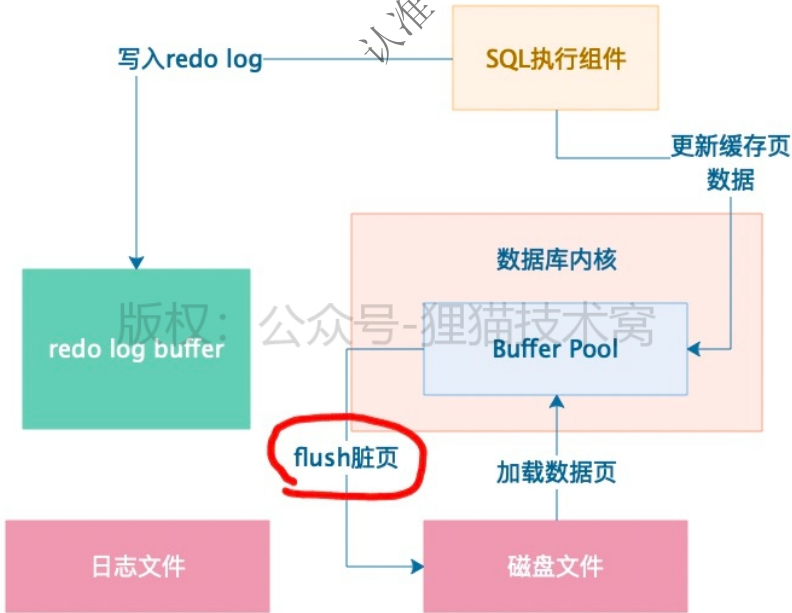 认准
写入redo log
SQL执行组件
更新缓存页
数据
数据库内核
版权：公众号-狸猫技术窝
redo log buffer
Buffer Pool
flush脏页
加载数据页
日志文件
磁盘文件